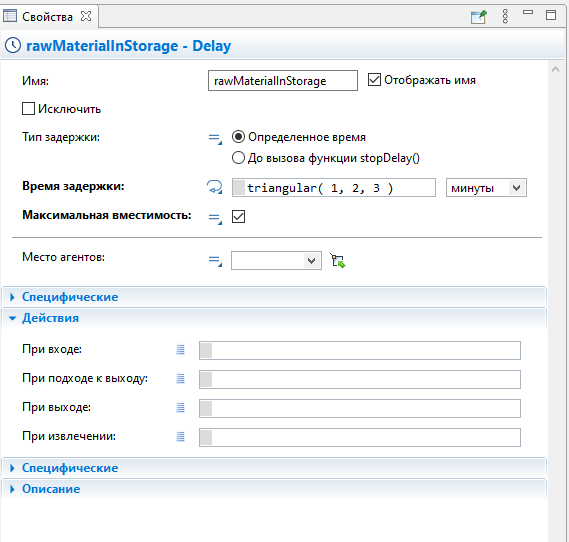 Свойства
rawMaterialInStorage - Delay
Имя: rawMaterialInStorage Отображать имя
Исключить
Тип задержки: Определенное время
До вызова функции stopDelay()
Время задержки: triangular( 1, 2, 3 ) минуты
Максимальная вместимость:
Место агентов:
Специфические
Действия
При входе:
При подходе к выходу:
При выходе:
При извлечении:
Специфические
Описание